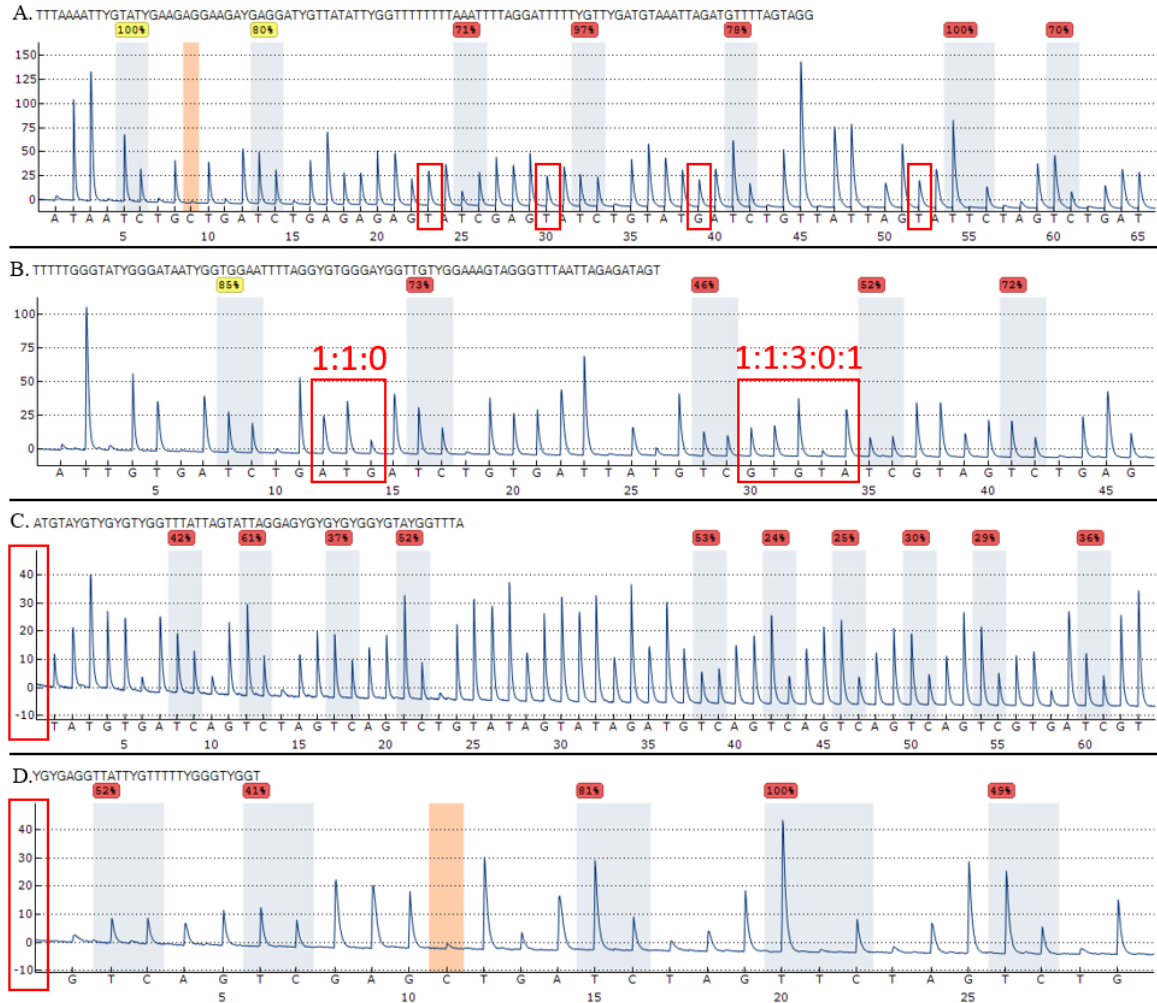 A. TTTAAAATTYGTATYGAAGAGGAAGAYGAGGATYGTTATATTYGGTTTTTTTTTAAATTTTAGGATTTTTYGTTYGATGTAAATTAGATGTTTTAGTAGG
100% 80% 71% 97% 78% 100% 70%
150
125
100
75
50
25
0
A T A A T C T G C T G A T C T G A G A G A G T A T C G A G T A T C T G T A T G A T C T G T T A T T A G T A T T C T A G T C T G A T
5 10 15 20 25 30 35 40 45 50 55 60 65
B. TTTTTGGGTATYGGGATAATYGGTGGAATTTTAGGYGTGGGAYGGTTGTYGGAAAGTAGGGTTTAATTAGAGATAGT
85% 73% 46% 52% 72%
100
75
50
25
0
1:1:0 1:1:3:0:1
A T T G T G A T C T G A T G A T C T G T G A T T A T G T C G T G T A T C G T A G T C T G A G
5 10 15 20 25 30 35 40 45
C. ATGTAYGTYGYGTYGGTTTATTAGTATTAGGAGYGYGYGYGGYGTAYGGTTTA
42% 61% 37% 52% 53% 24% 25% 30% 29% 36%
40
30
20
10
0
-10
T A T G T G A T C A G T C T A G T C A G T C T G T A T A G T A T A G A T G T C A G T C A G T C A G T C A G T C G T G A T C G T
5 10 15 20 25 30 35 40 45 50 55 60
D. YGYGAGGTTATTYGTTTTTYGGGTYGGT
52% 41% 81% 100% 49%
40
30
20
10
0
-10
G T C A G T C G A G C T G A T C T A G T T C T A G T C T G
5 10 15 20 25